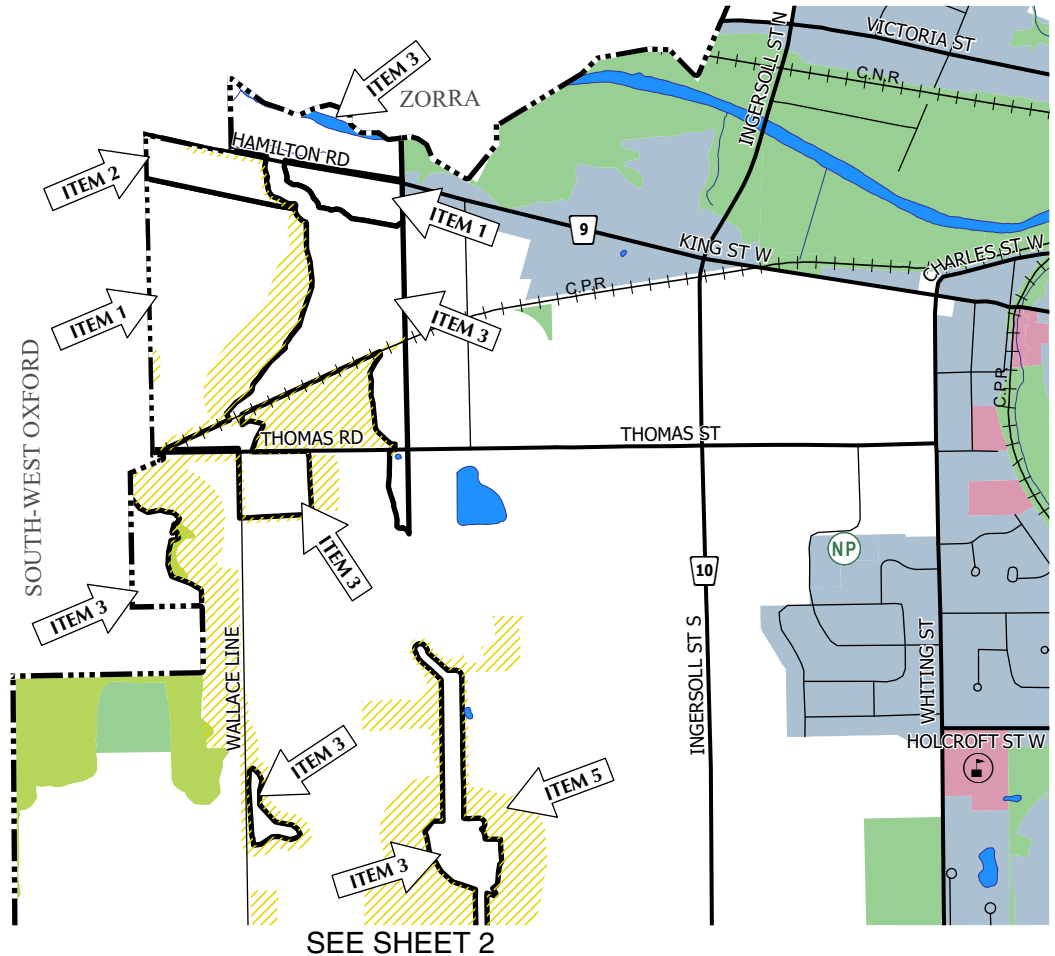 VICTORIA ST
INGERSOLL ST N
C.N.R
ITEM 3
ZORRA
HAMILTON RD
ITEM 2
ITEM 1
9
KING ST W
CHARLES ST W
C.P.R
ITEM 1
ITEM 3
C.P.R
SOUTH-WEST OXFORD
THOMAS RD
THOMAS ST
ITEM 3
NP
10
ITEM 3
WALLACE LINE
INGERSOLL ST S
WHITING ST
HOLCROFT ST W
ITEM 3
ITEM 5
ITEM 3
SEE SHEET 2